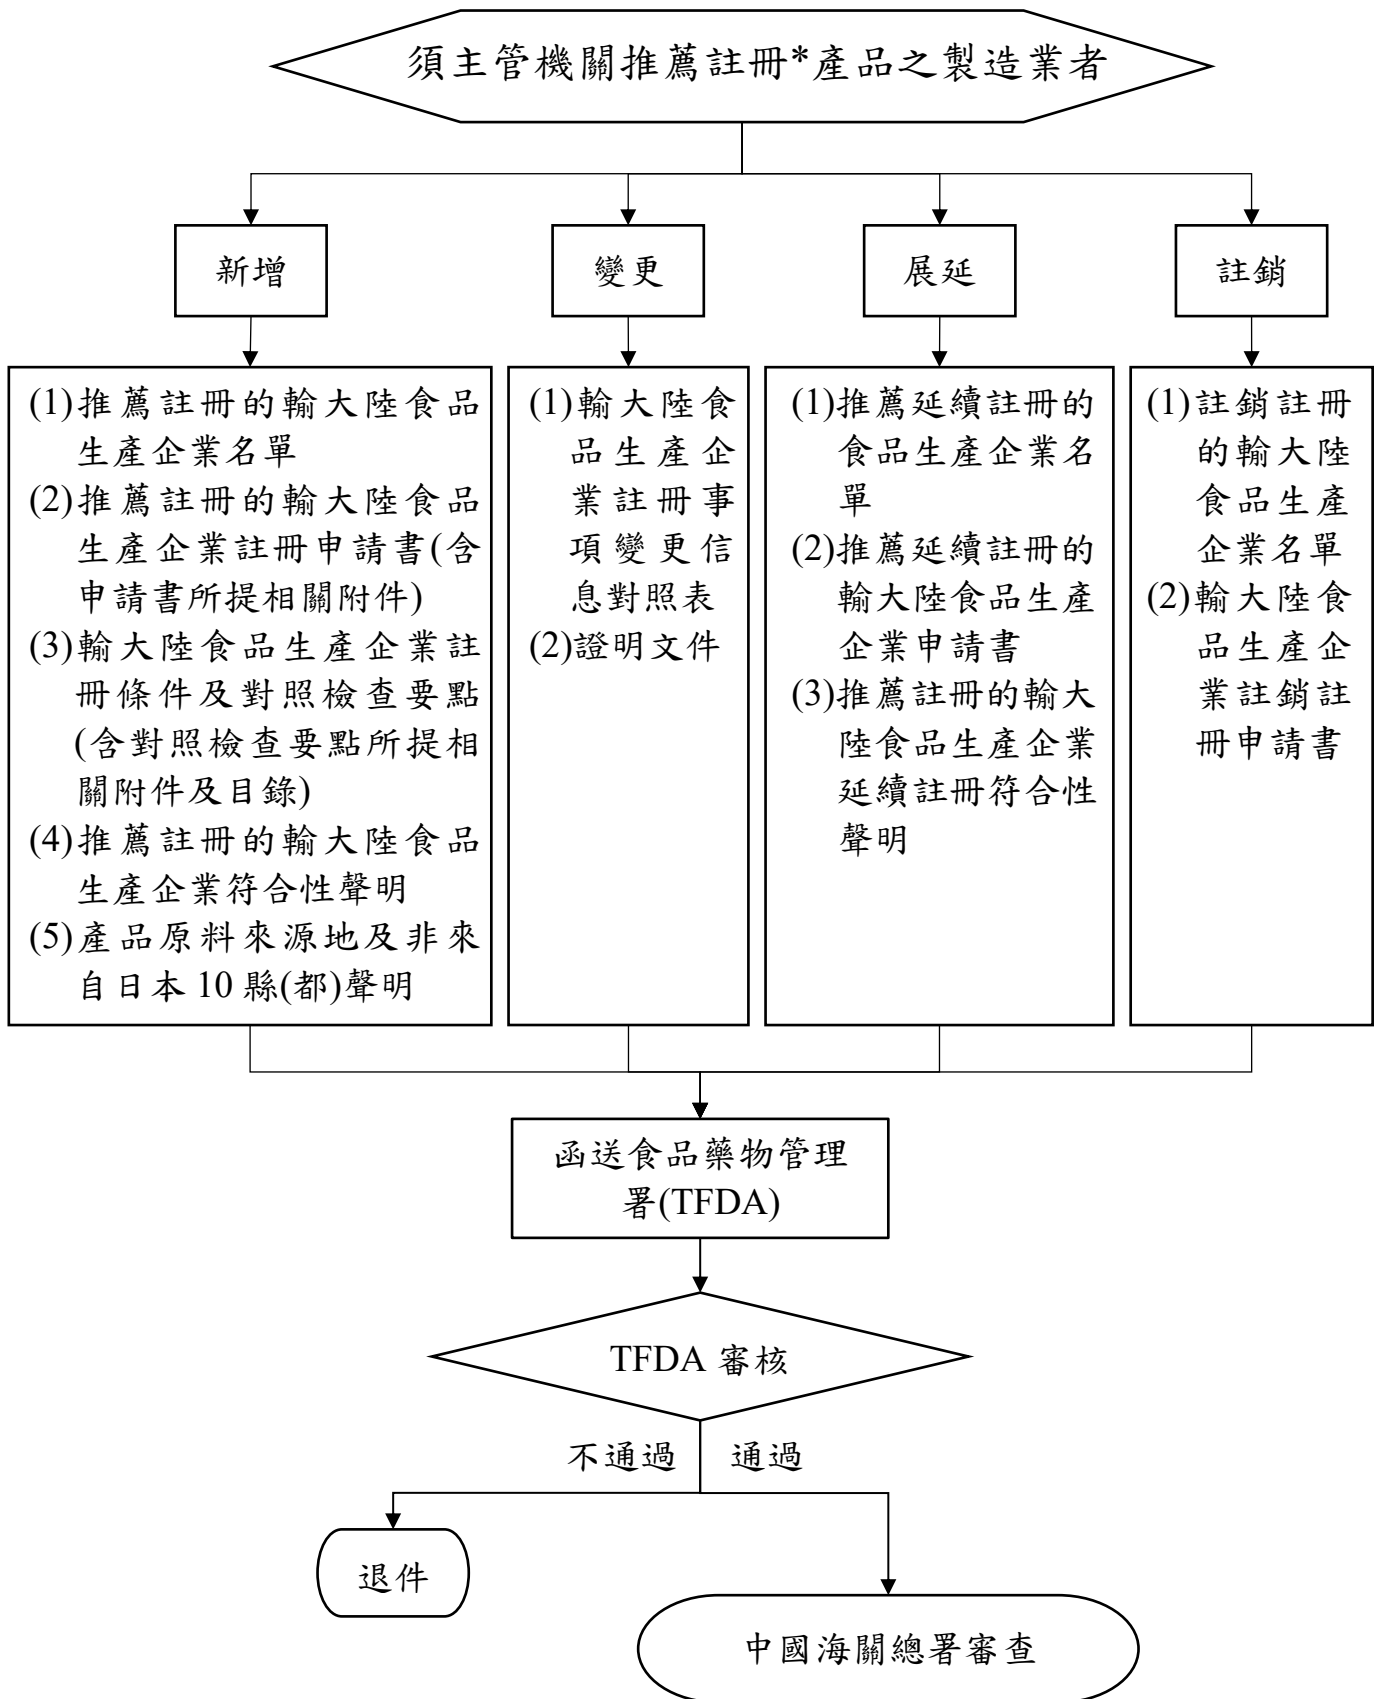 須主管機關推薦註冊*產品之製造業者
新增
變更
展延
註銷
(1)推薦註冊的輸大陸食品
生產企業名單
(2)推薦註冊的輸大陸食品
生產企業註冊申請書(含
申請書所提相關附件)
(3)輸大陸食品生產企業註
冊條件及對照檢查要點
(含對照檢查要點所提相
關附件及目錄)
(4)推薦註冊的輸大陸食品
生產企業符合性聲明
(5)產品原料來源地及非來
自日本 10 縣(都)聲明
(1)輸大陸食
品生產企
業註冊事
項變更信
息對照表
(2)證明文件
(1)推薦延續註冊的
食品生產企業名
單
(2)推薦延續註冊的
輸大陸食品生產
企業申請書
(3)推薦註冊的輸大
陸食品生產企業
延續註冊符合性
聲明
(1)註銷註冊
的輸大陸
食品生產
企業名單
(2)輸大陸食
品生產企
業註銷註
冊申請書
函送食品藥物管理
署(TFDA)
TFDA 審核
不通過
通過
退件
中國海關總署審查